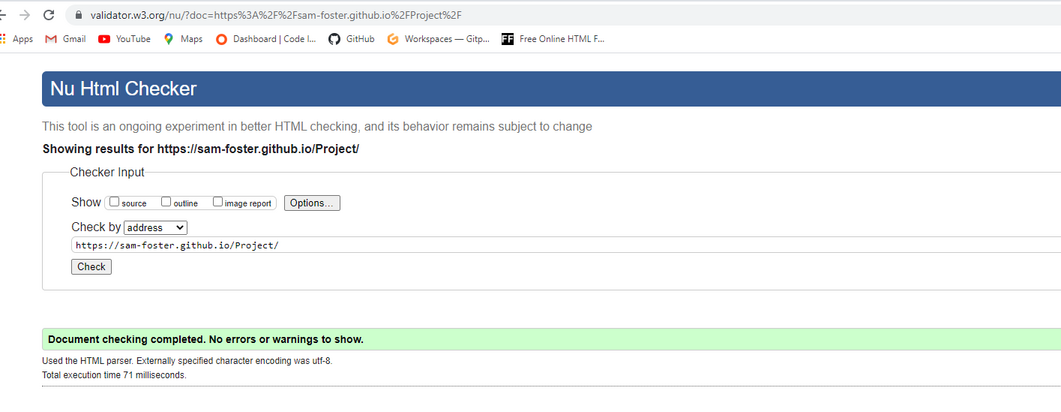 validator.w3.org/nu/?doc=https%3A%2F%2Fsam-foster.github.io%2FProject%2F
Apps Gmail YouTube Maps Dashboard | Code I... GitHub Workspaces — Gitp... FF Free Online HTML F...
Nu Html Checker
This tool is an ongoing experiment in better HTML checking, and its behavior remains subject to change
Showing results for https://sam-foster.github.io/Project/
Checker Input
Show source outline image report Options...
Check by address
https://sam-foster.github.io/Project/
Check
Document checking completed. No errors or warnings to show.
Used the HTML parser. Externally specified character encoding was utf-8.
Total execution time 71 milliseconds.